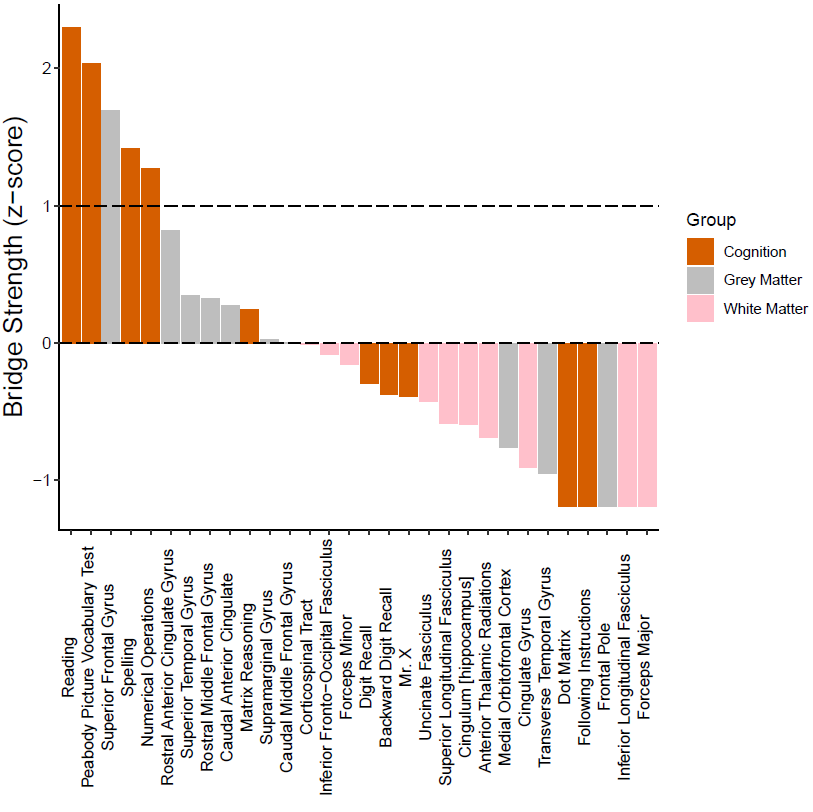 Bridge Strength (z−score)
2
1
0
−1
Reading
Peabody Picture Vocabulary Test
Superior Frontal Gyrus
Spelling
Numerical Operations
Rostral Anterior Cingulate Gyrus
Superior Temporal Gyrus
Rostral Middle Frontal Gyrus
Caudal Anterior Cingulate
Matrix Reasoning
Supramarginal Gyrus
Caudal Middle Frontal Gyrus
Corticospinal Tract
Inferior Fronto−Occipital Fasciculus
Forceps Minor
Digit Recall
Backward Digit Recall
Mr. X
Uncinate Fasciculus
Superior Longitudinal Fasciculus
Cingulum [hippocampus]
Anterior Thalamic Radiations
Medial Orbitofrontal Cortex
Cingulate Gyrus
Transverse Temporal Gyrus
Dot Matrix
Following Instructions
Frontal Pole
Inferior Longitudinal Fasciculus
Forceps Major
Group
Cognition
Grey Matter
White Matter